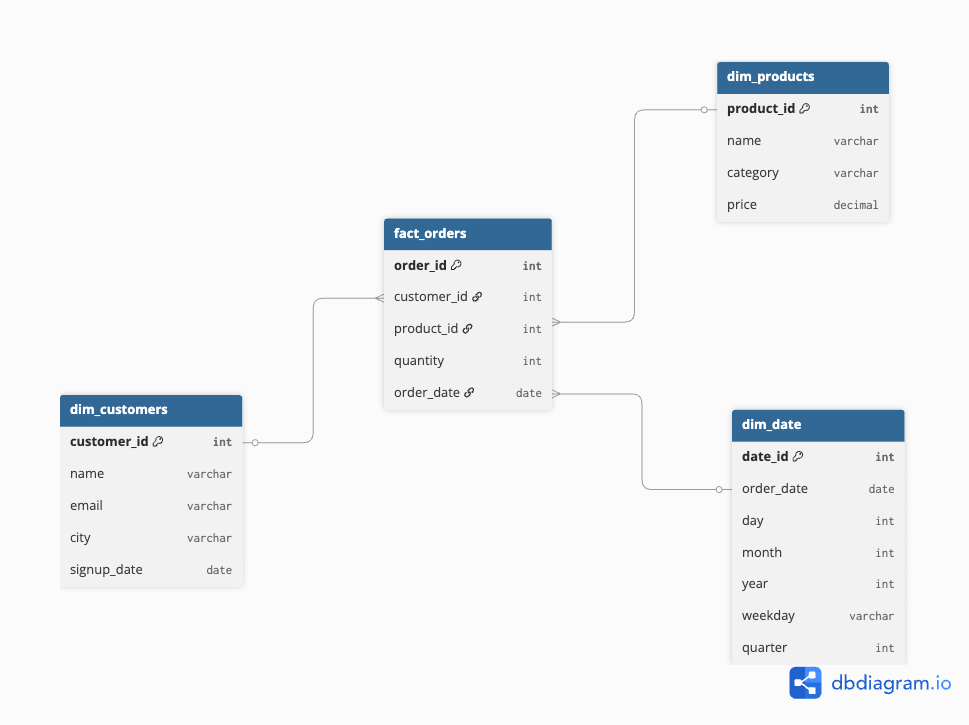 dim_products
product_id int
name varchar
category varchar
price decimal
fact_orders
order_id int
customer_id int
product_id int
quantity int
order_date date
dim_customers
customer_id int
name varchar
email varchar
city varchar
signup_date date
dim_date
date_id int
order_date date
day int
month int
year int
weekday varchar
quarter int
dbdiagram.io